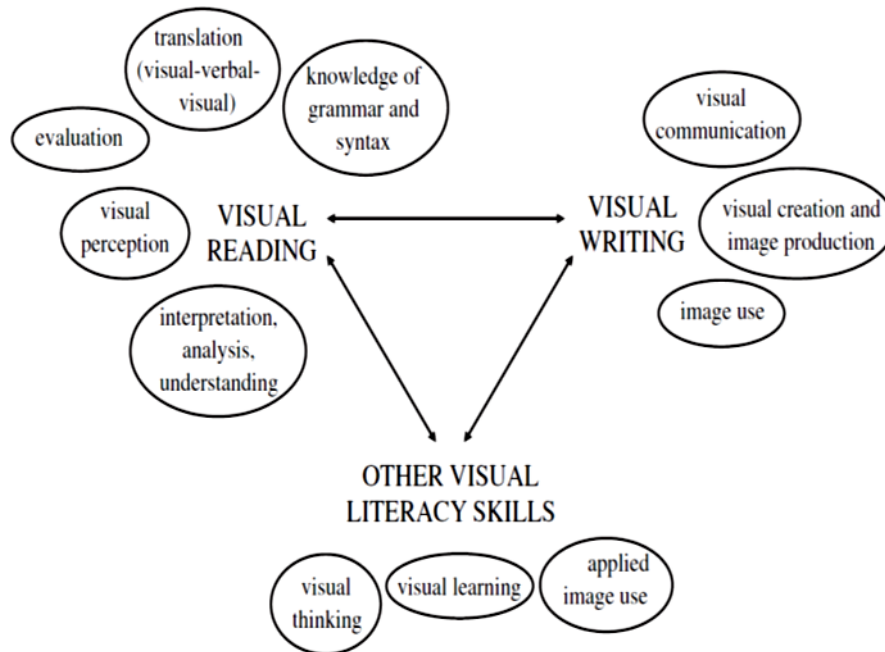 translation
(visual-verbal-
visual)
knowledge of
grammar and
syntax
evaluation
visual
perception
VISUAL
READING
interpretation,
analysis,
understanding
visual
communication
VISUAL
WRITING
visual creation and
image production
image use
OTHER VISUAL
LITERACY SKILLS
visual
thinking
visual learning
applied
image use